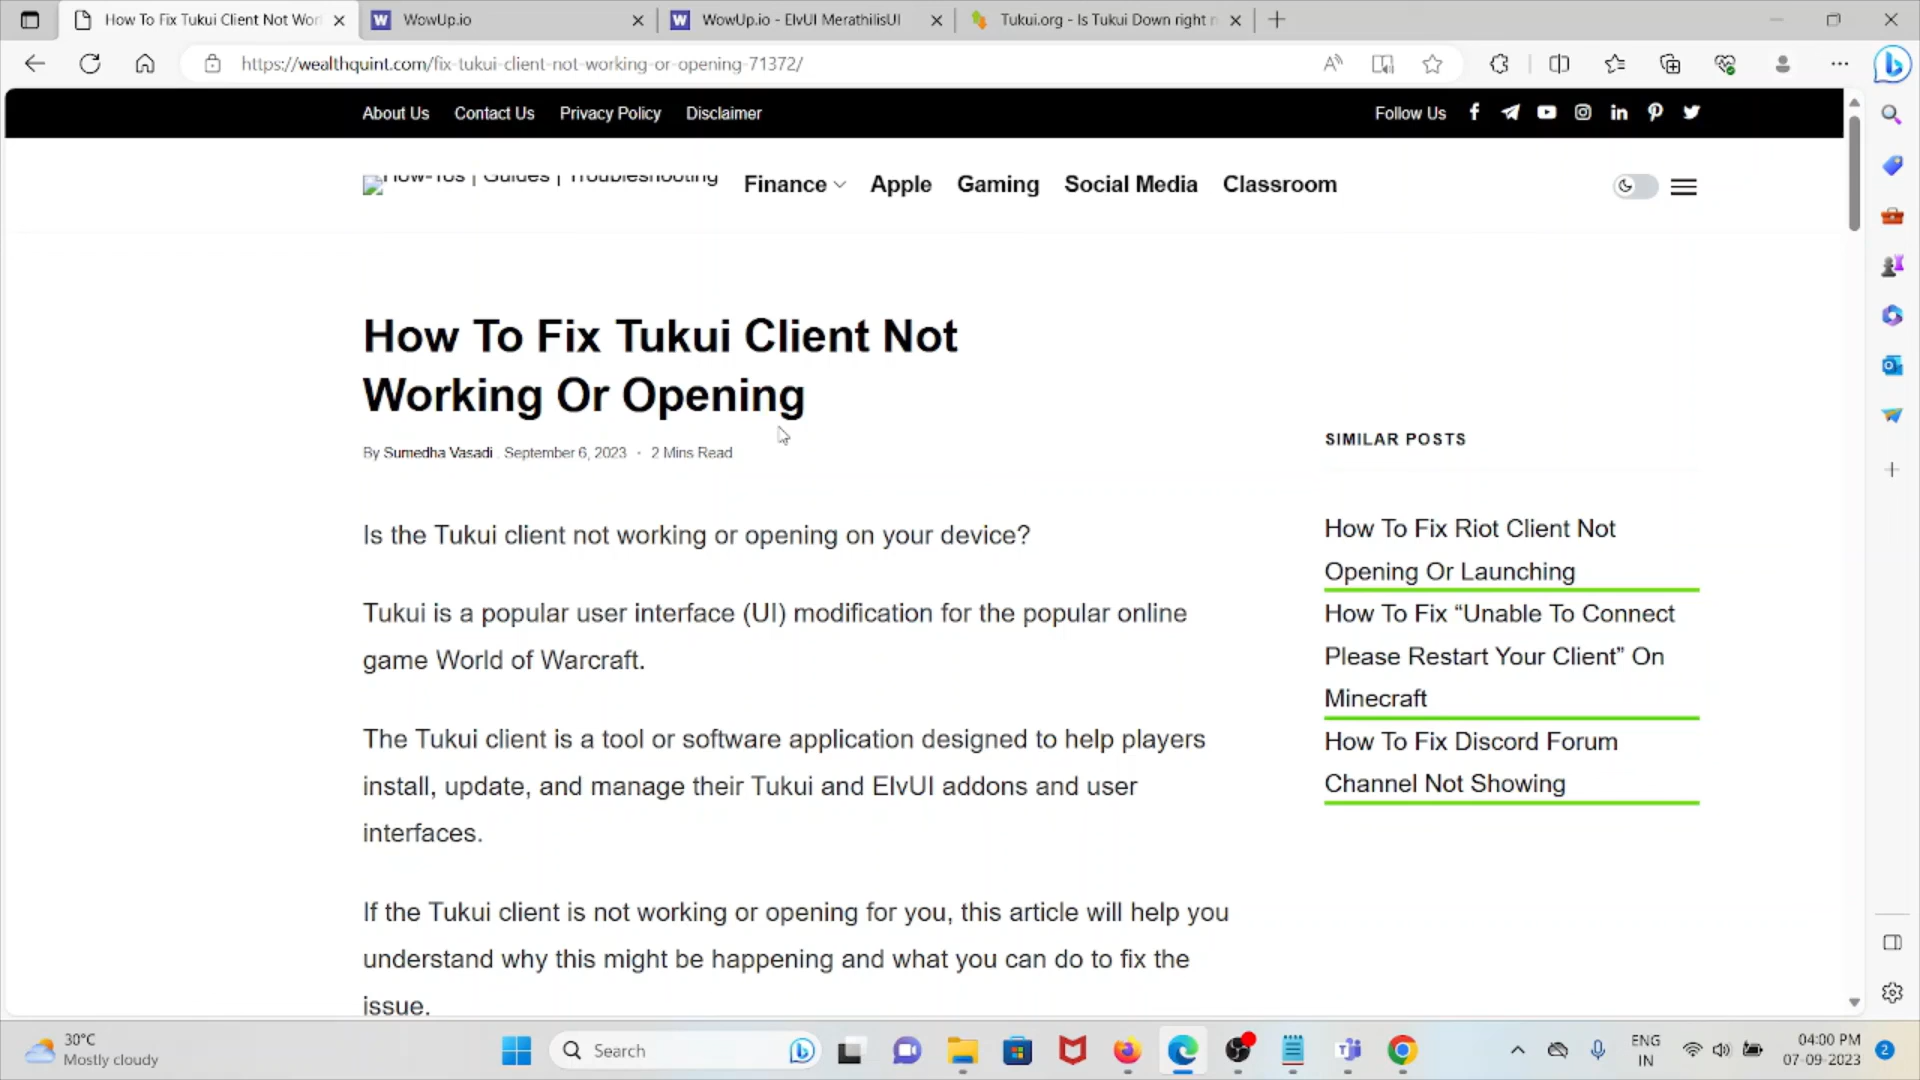 How To Fix Tukui Client Not Wor
WowUp.io
WowUp.io - ElvUI MerathilisUI
Tukui.org - Is Tukui Down right n
https://wealthquint.com/fix-tukui-client-not-working-or-opening-71372/
About Us Contact Us Privacy Policy Disclaimer
Follow Us
How-Tos | Guides | Troubleshooting
Finance Apple Gaming Social Media Classroom
How To Fix Tukui Client Not
Working Or Opening
By Sumedha Vasadi . September 6, 2023 · 2 Mins Read
Is the Tukui client not working or opening on your device?
Tukui is a popular user interface (UI) modification for the popular online
game World of Warcraft.
The Tukui client is a tool or software application designed to help players
install, update, and manage their Tukui and ElvUI addons and user
interfaces.
If the Tukui client is not working or opening for you, this article will help you
understand why this might be happening and what you can do to fix the
issue.
SIMILAR POSTS
How To Fix Riot Client Not
Opening Or Launching
How To Fix “Unable To Connect
Please Restart Your Client” On
Minecraft
How To Fix Discord Forum
Channel Not Showing
30°C
Mostly cloudy
Search
ENG
IN
04:00 PM
07-09-2023
2